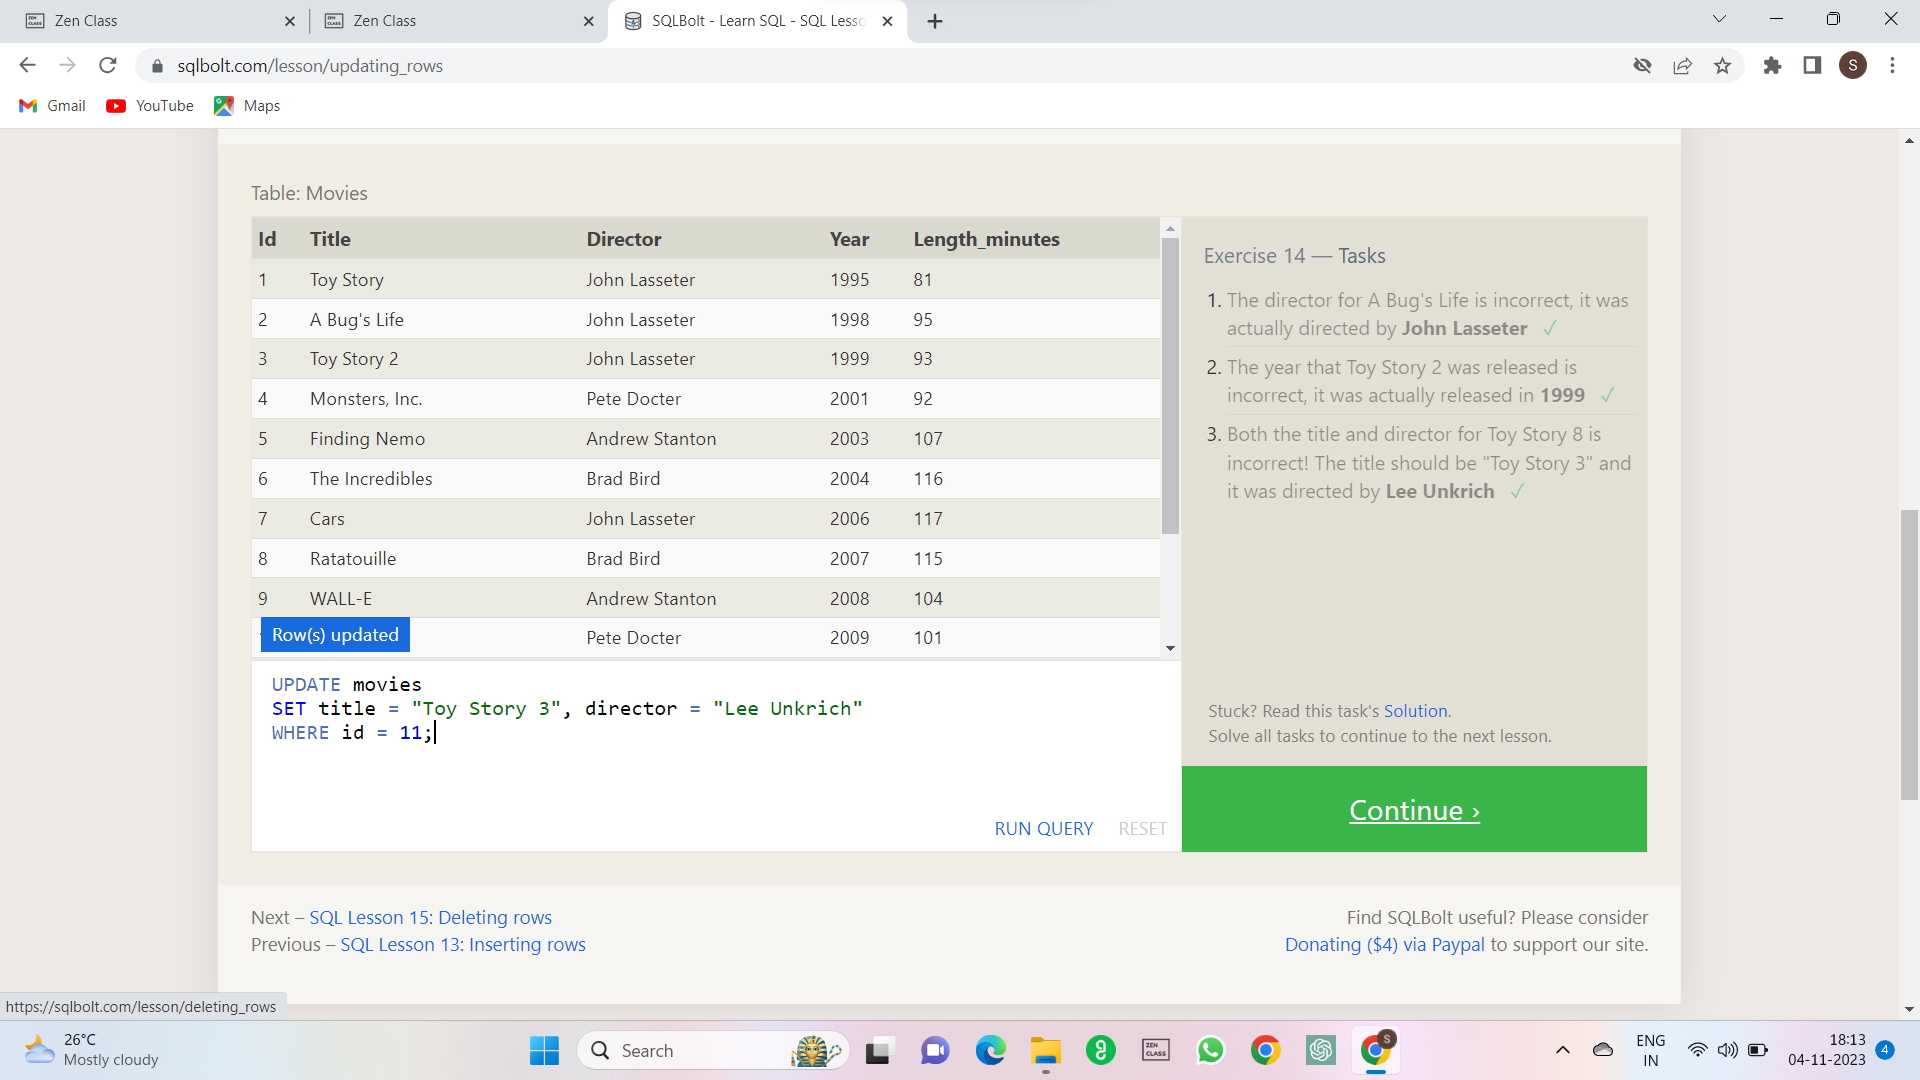 Zen Class
Zen Class
SQLBolt - Learn SQL - SQL Lesso
sqlbolt.com/lesson/updating_rows
S
Gmail
YouTube
Maps
Table: Movies
Id Title Director Year Length_minutes
1 Toy Story John Lasseter 1995 81
2 A Bug's Life John Lasseter 1998 95
3 Toy Story 2 John Lasseter 1999 93
4 Monsters, Inc. Pete Docter 2001 92
5 Finding Nemo Andrew Stanton 2003 107
6 The Incredibles Brad Bird 2004 116
7 Cars John Lasseter 2006 117
8 Ratatouille Brad Bird 2007 115
9 WALL-E Andrew Stanton 2008 104
Pete Docter 2009 101
Row(s) updated
UPDATE movies
SET title = "Toy Story 3", director = "Lee Unkrich"
WHERE id = 11;
RUN QUERY RESET
Exercise 14 — Tasks
1. The director for A Bug's Life is incorrect, it was
actually directed by John Lasseter ✓
2. The year that Toy Story 2 was released is
incorrect, it was actually released in 1999 ✓
3. Both the title and director for Toy Story 8 is
incorrect! The title should be "Toy Story 3" and
it was directed by Lee Unkrich ✓
Stuck? Read this task's Solution.
Solve all tasks to continue to the next lesson.
Continue ›
Next – SQL Lesson 15: Deleting rows
Previous – SQL Lesson 13: Inserting rows
Find SQLBolt useful? Please consider
Donating ($4) via Paypal to support our site.
https://sqlbolt.com/lesson/deleting_rows
26°C
Mostly cloudy
Search
ZEN
CLASS
S
ENG
IN
18:13
04-11-2023
4